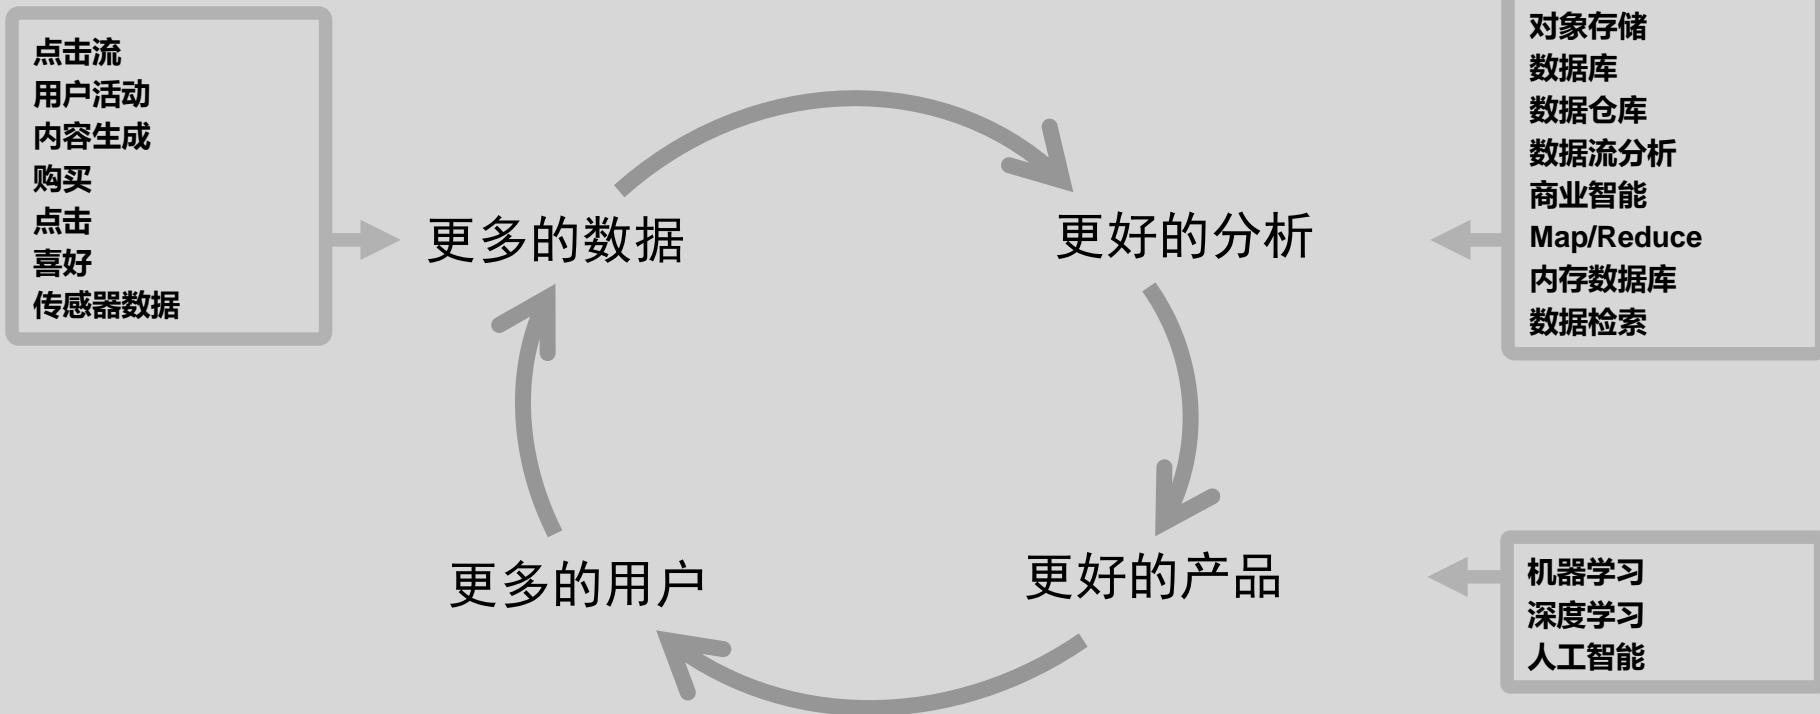 点击流
用户活动
内容生成
购买
点击
喜好
传感器数据
更多的数据
更好的分析
对象存储
数据库
数据仓库
数据流分析
商业智能
Map/Reduce
内存数据库
数据检索
更多的用户
更好的产品
机器学习
深度学习
人工智能